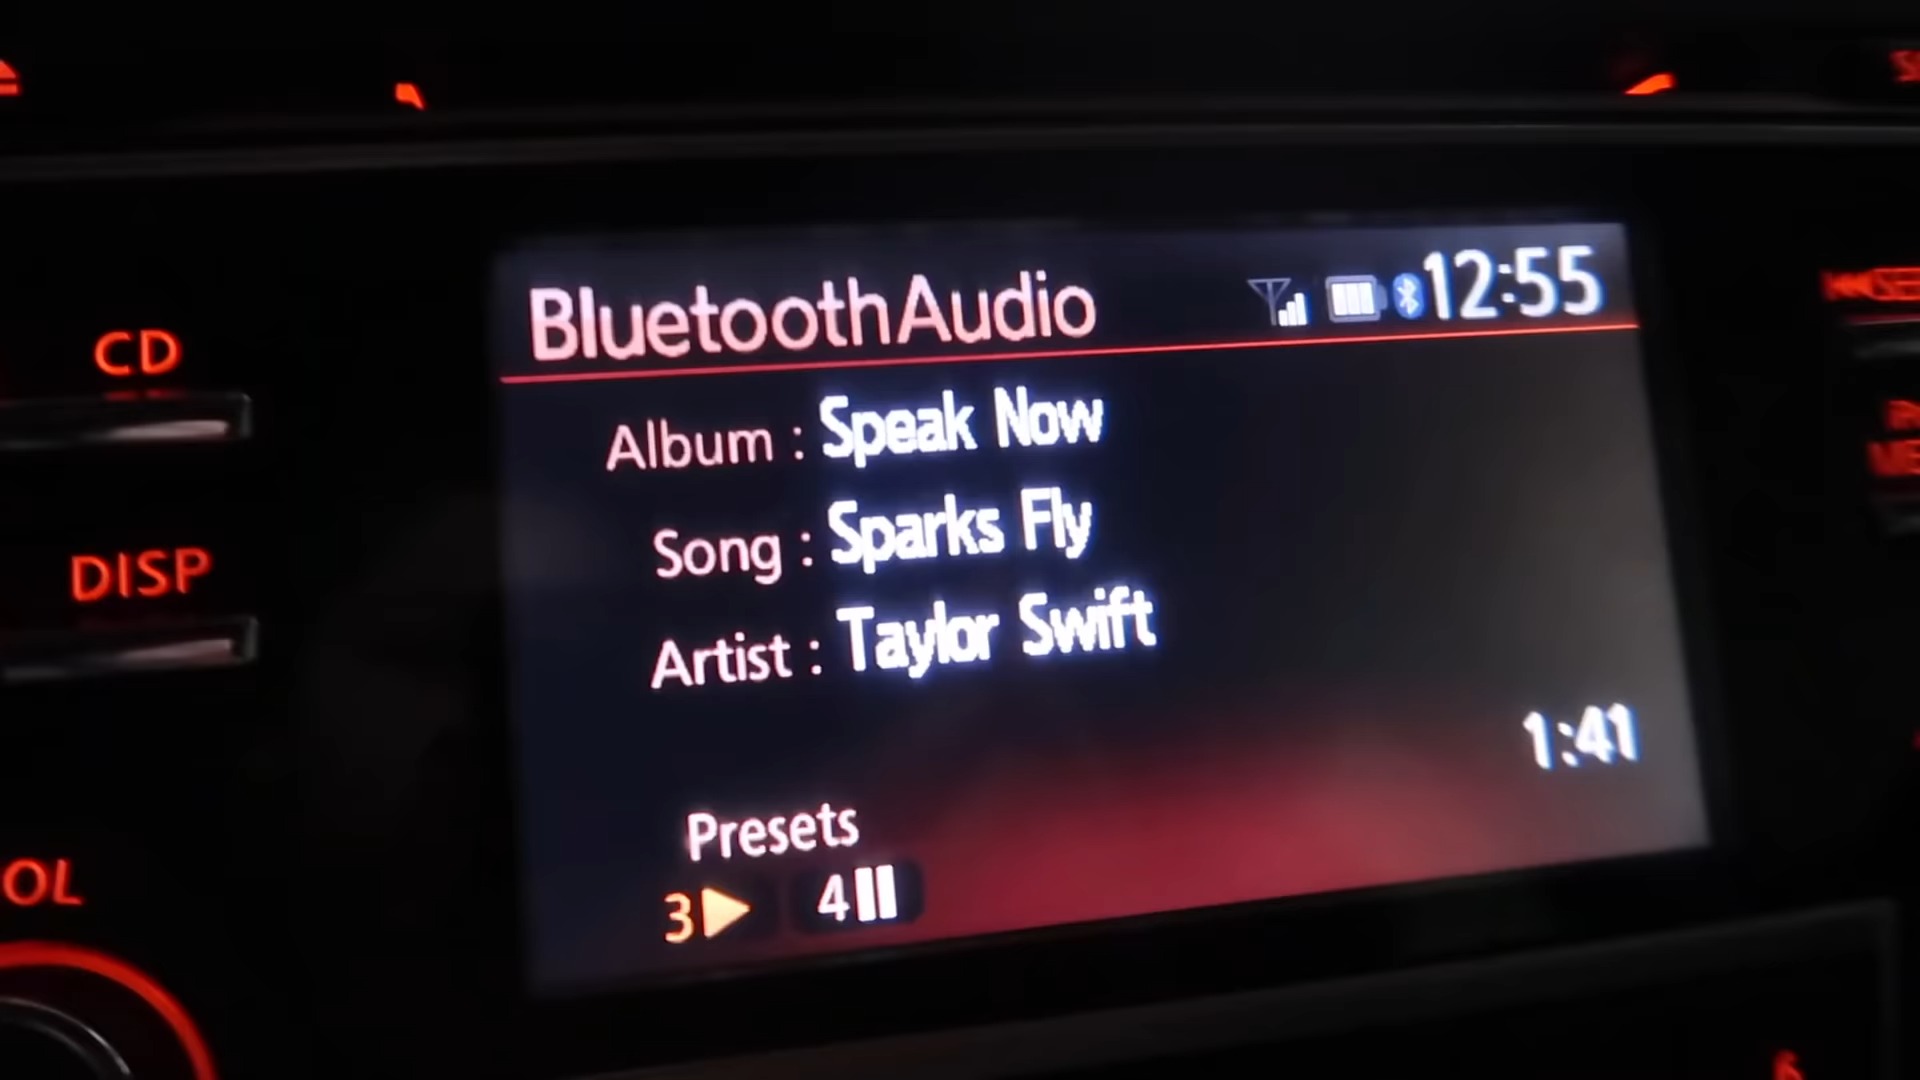 BluetoothAudio 12:55
CD
Album : Speak Now
Song : Sparks Fly
DISP
Artist : Taylor Swift
1:41
Presets
OL
3 4
6